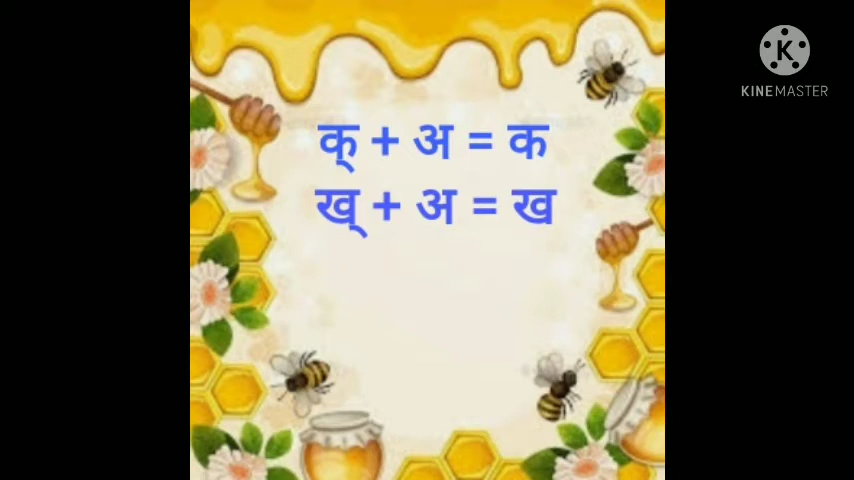 क् + अ = क
ख् + अ = ख
KINEMASTER